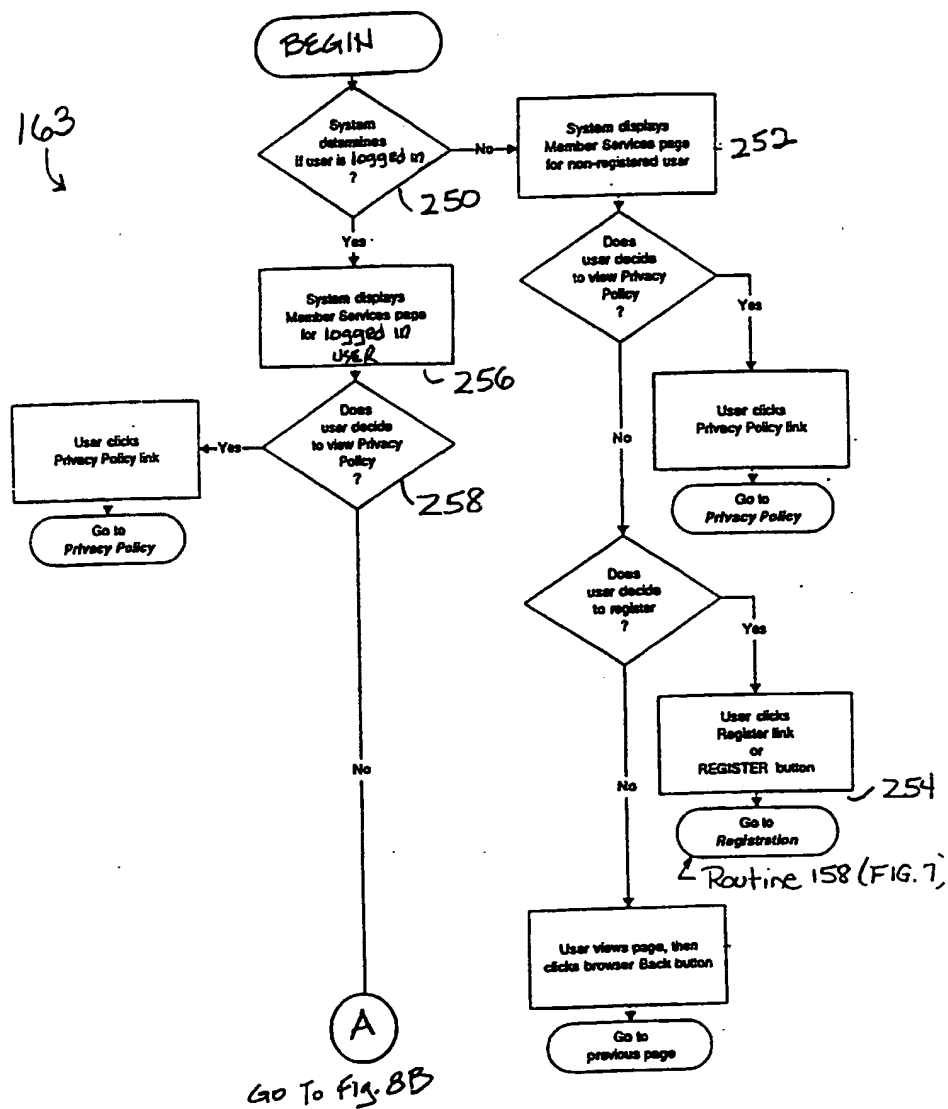 BEGIN
163
System
determines
if user is logged in
?
250
No
System displays
Member Services page
for non-registered user
252
Yes
System displays
Member Services page
for logged in
USER
256
Does
user decide
to view Privacy
Policy
?
Yes
User clicks
Privacy Policy link
Go to
Privacy Policy
No
Does
user decide
to view Privacy
Policy
?
258
Yes
User clicks
Privacy Policy link
Go to
Privacy Policy
Does
user decide
to register
?
Yes
User clicks
Register link
or
REGISTER button
254
Go to
Registration
Routine 158 (FIG. 7)
No
No
User views page, then
clicks browser Back button
Go to
previous page
A
GO TO Fig. 8B